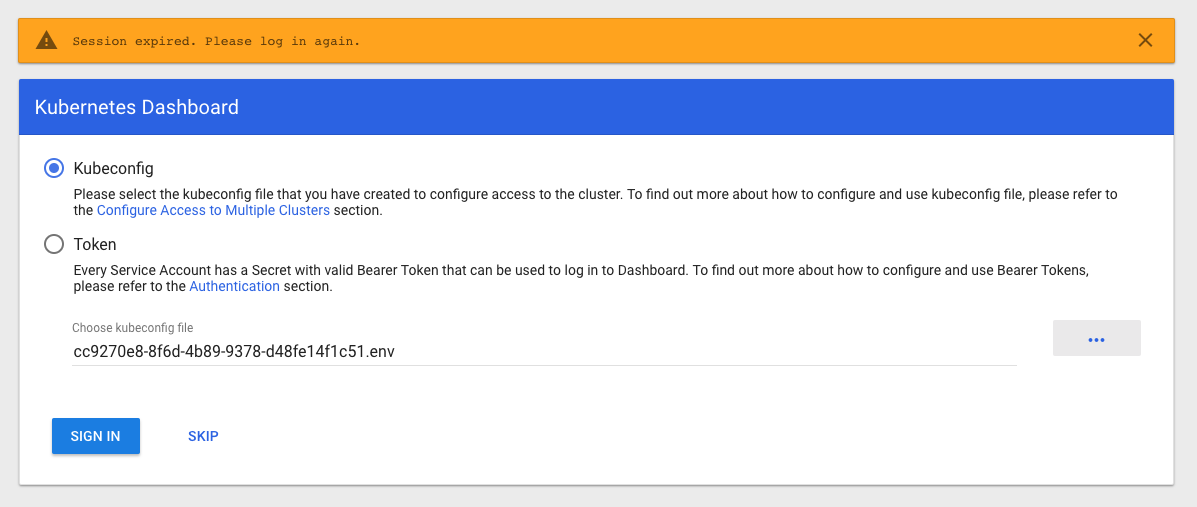 Session expired. Please log in again.
Kubernetes Dashboard
Kubeconfig
Please select the kubeconfig file that you have created to configure access to the cluster. To find out more about how to configure and use kubeconfig file, please refer to
the Configure Access to Multiple Clusters section.
Token
Every Service Account has a Secret with valid Bearer Token that can be used to log in to Dashboard. To find out more about how to configure and use Bearer Tokens,
please refer to the Authentication section.
Choose kubeconfig file
cc9270e8-8f6d-4b89-9378-d48fe14f1c51.env
...
SIGN IN
SKIP